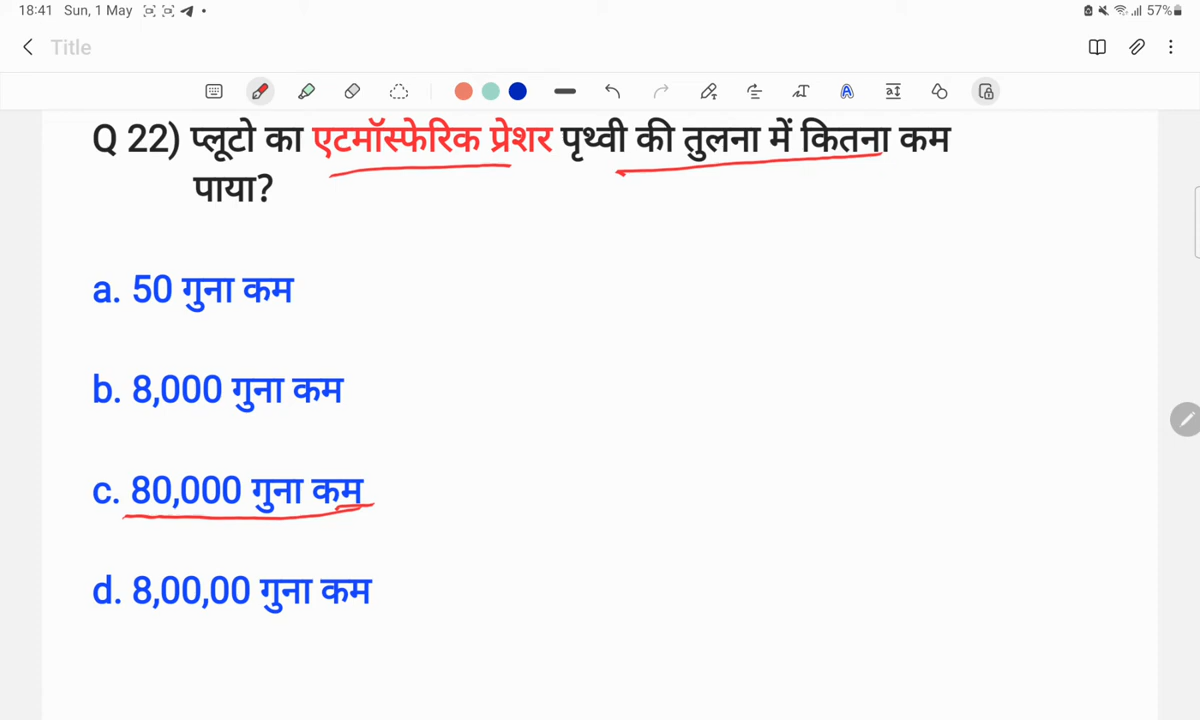 18:41 Sun, 1 May 57%
Title
Q 22) प्लूटो का एटमॉस्फेरिक प्रेशर पृथ्वी की तुलना में कितना कम
पाया?
a. 50 गुना कम
b. 8,000 गुना कम
c. 80,000 गुना कम
d. 8,00,00 गुना कम